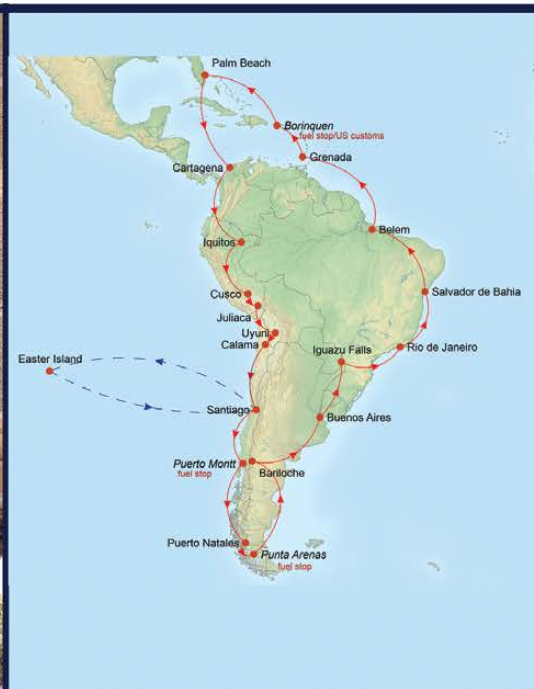 Palm Beach
Borinquen
fuel stop/US customs
Grenada
Cartagena
Belem
Iquitos
Cusco
Salvador de Bahia
Juliaca
Uyuni
Calama
Iguazu Falls
Rio de Janeiro
Easter Island
Santiago
Buenos Aires
Puerto Montt
fuel stop
Bariloche
Puerto Natales
Punta Arenas
fuel stop